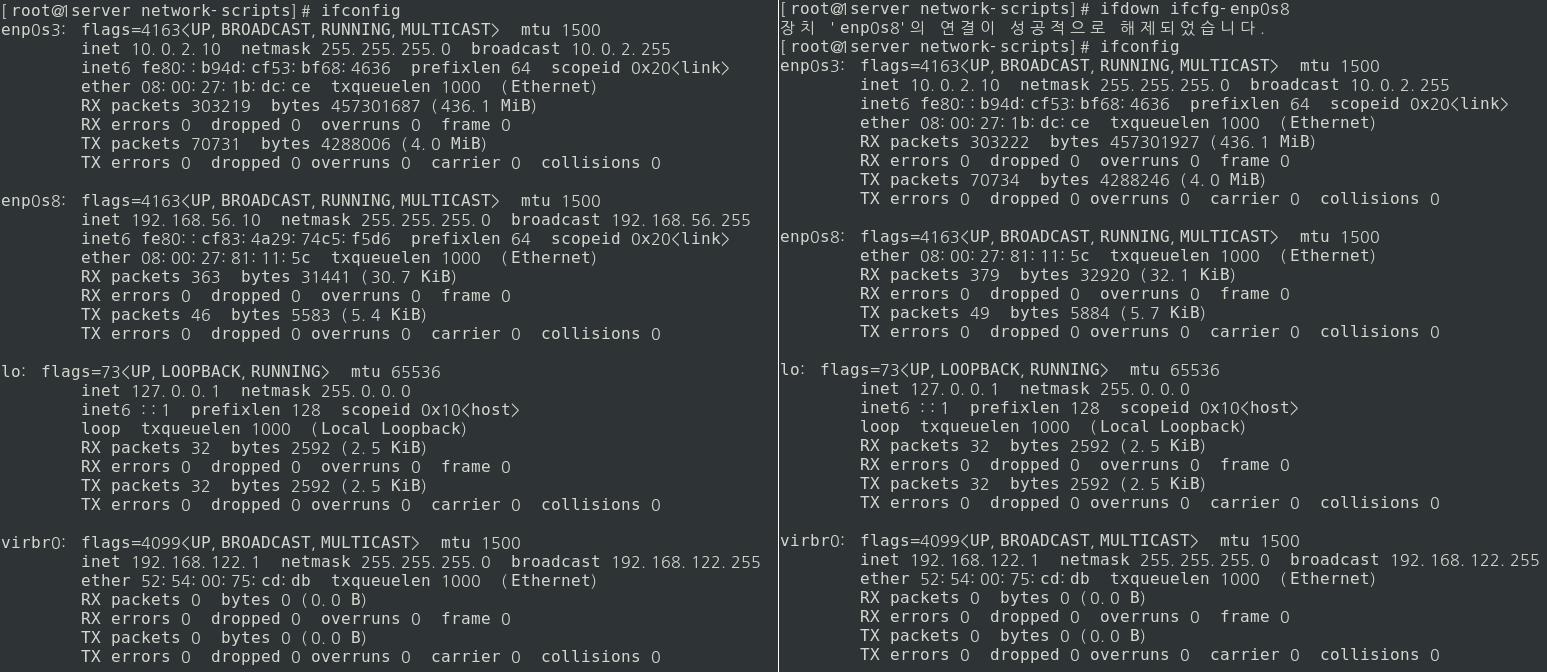 [root@1server network-scripts]# ifconfig
enp0s3: flags=4163<UP,BROADCAST,RUNNING,MULTICAST>  mtu 1500
        inet 10.0.2.10  netmask 255.255.255.0  broadcast 10.0.2.255
        inet6 fe80::b94d:cf53:bf68:4636  prefixlen 64  scopeid 0x20<link>
        ether 08:00:27:1b:dc:ce  txqueuelen 1000  (Ethernet)
        RX packets 303219  bytes 457301687 (436.1 MiB)
        RX errors 0  dropped 0  overruns 0  frame 0
        TX packets 70731  bytes 4288006 (4.0 MiB)
        TX errors 0  dropped 0 overruns 0  carrier 0  collisions 0

enp0s8: flags=4163<UP,BROADCAST,RUNNING,MULTICAST>  mtu 1500
        inet 192.168.56.10  netmask 255.255.255.0  broadcast 192.168.56.255
        inet6 fe80::cf83:4a29:74c5:f5d6  prefixlen 64  scopeid 0x20<link>
        ether 08:00:27:81:11:5c  txqueuelen 1000  (Ethernet)
        RX packets 363  bytes 31441 (30.7 KiB)
        RX errors 0  dropped 0  overruns 0  frame 0
        TX packets 46  bytes 5583 (5.4 KiB)
        TX errors 0  dropped 0 overruns 0  carrier 0  collisions 0

lo: flags=73<UP,LOOPBACK,RUNNING>  mtu 65536
        inet 127.0.0.1  netmask 255.0.0.0
        inet6 ::1  prefixlen 128  scopeid 0x10<host>
        loop  txqueuelen 1000  (Local Loopback)
        RX packets 32  bytes 2592 (2.5 KiB)
        RX errors 0  dropped 0  overruns 0  frame 0
        TX packets 32  bytes 2592 (2.5 KiB)
        TX errors 0  dropped 0 overruns 0  carrier 0  collisions 0

virbr0: flags=4099<UP,BROADCAST,MULTICAST>  mtu 1500
        inet 192.168.122.1  netmask 255.255.255.0  broadcast 192.168.122.255
        ether 52:54:00:75:cd:db  txqueuelen 1000  (Ethernet)
        RX packets 0  bytes 0 (0.0 B)
        RX errors 0  dropped 0  overruns 0  frame 0
        TX packets 0  bytes 0 (0.0 B)
        TX errors 0  dropped 0 overruns 0  carrier 0  collisions 0

[root@1server network-scripts]# ifdown ifcfg-enp0s8
장치 'enp0s8'의 연결이 성공적으로 해제되었습니다.
[root@1server network-scripts]# ifconfig
enp0s3: flags=4163<UP,BROADCAST,RUNNING,MULTICAST>  mtu 1500
        inet 10.0.2.10  netmask 255.255.255.0  broadcast 10.0.2.255
        inet6 fe80::b94d:cf53:bf68:4636  prefixlen 64  scopeid 0x20<link>
        ether 08:00:27:1b:dc:ce  txqueuelen 1000  (Ethernet)
        RX packets 303222  bytes 457301927 (436.1 MiB)
        RX errors 0  dropped 0  overruns 0  frame 0
        TX packets 70734  bytes 4288246 (4.0 MiB)
        TX errors 0  dropped 0 overruns 0  carrier 0  collisions 0

enp0s8: flags=4163<UP,BROADCAST,RUNNING,MULTICAST>  mtu 1500
        ether 08:00:27:81:11:5c  txqueuelen 1000  (Ethernet)
        RX packets 379  bytes 32920 (32.1 KiB)
        RX errors 0  dropped 0  overruns 0  frame 0
        TX packets 49  bytes 5884 (5.7 KiB)
        TX errors 0  dropped 0 overruns 0  carrier 0  collisions 0

lo: flags=73<UP,LOOPBACK,RUNNING>  mtu 65536
        inet 127.0.0.1  netmask 255.0.0.0
        inet6 ::1  prefixlen 128  scopeid 0x10<host>
        loop  txqueuelen 1000  (Local Loopback)
        RX packets 32  bytes 2592 (2.5 KiB)
        RX errors 0  dropped 0  overruns 0  frame 0
        TX packets 32  bytes 2592 (2.5 KiB)
        TX errors 0  dropped 0 overruns 0  carrier 0  collisions 0

virbr0: flags=4099<UP,BROADCAST,MULTICAST>  mtu 1500
        inet 192.168.122.1  netmask 255.255.255.0  broadcast 192.168.122.255
        ether 52:54:00:75:cd:db  txqueuelen 1000  (Ethernet)
        RX packets 0  bytes 0 (0.0 B)
        RX errors 0  dropped 0  overruns 0  frame 0
        TX packets 0  bytes 0 (0.0 B)
        TX errors 0  dropped 0 overruns 0  carrier 0  collisions 0